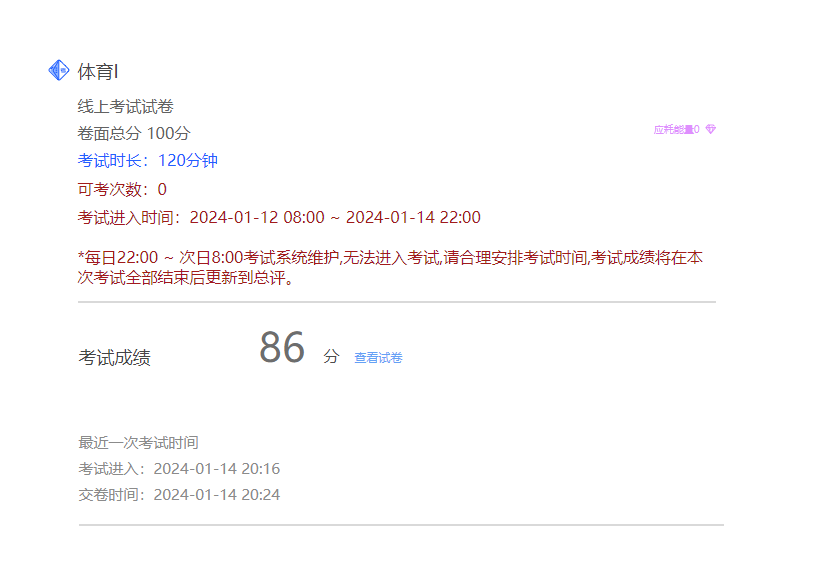 体育I
线上考试试卷
卷面总分 100分
应耗能量0
考试时长：120分钟
可考次数：0
考试进入时间：2024-01-12 08:00 ~ 2024-01-14 22:00
*每日22:00 ~ 次日8:00考试系统维护,无法进入考试,请合理安排考试时间,考试成绩将在本
次考试全部结束后更新到总评。
考试成绩 86 分 查看试卷
最近一次考试时间
考试进入：2024-01-14 20:16
交卷时间：2024-01-14 20:24